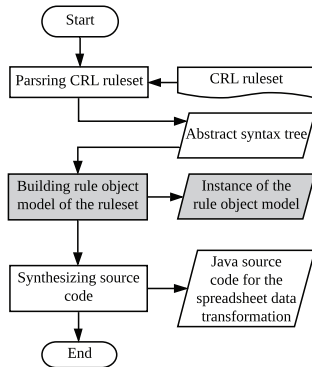 Start
Parsring CRL ruleset
CRL ruleset
Abstract syntax tree
Building rule object
model of the ruleset
Instance of the
rule object model
Synthesizing source
code
Java source
code for the
spreadsheet data
transformation
End